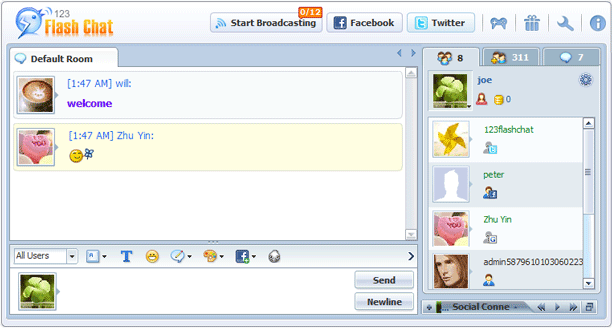 123
Flash Chat
0/12
Start Broadcasting
Facebook
Twitter
Default Room
[1:47 AM] will:
welcome
[1:47 AM] Zhu Yin:
All Users
Send
Newline
8
311
7
joe
0
123flashchat
peter
Zhu Yin
admin5879610103060223
... Social Conne